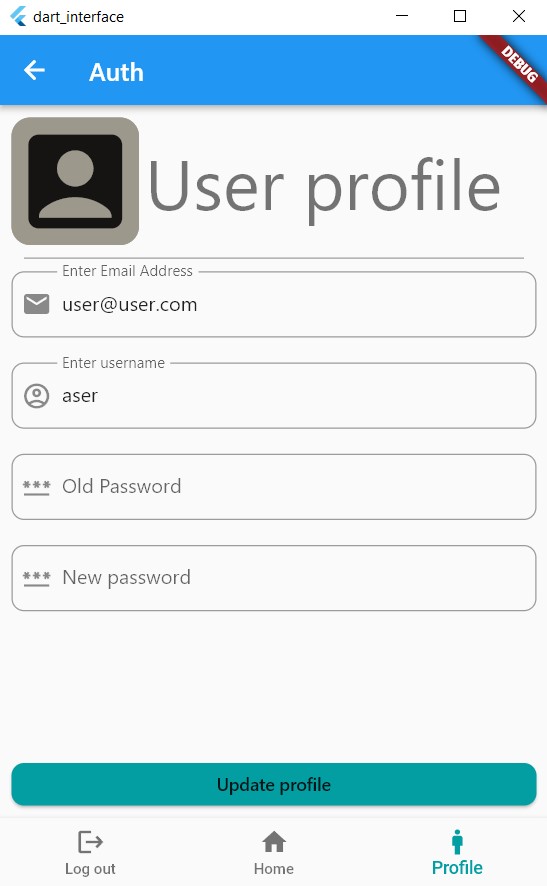 dart_interface
Auth
DEBUG
User profile
Enter Email Address
user@user.com
Enter username
aser
*** Old Password
*** New password
Update profile
Log out
Home
Profile